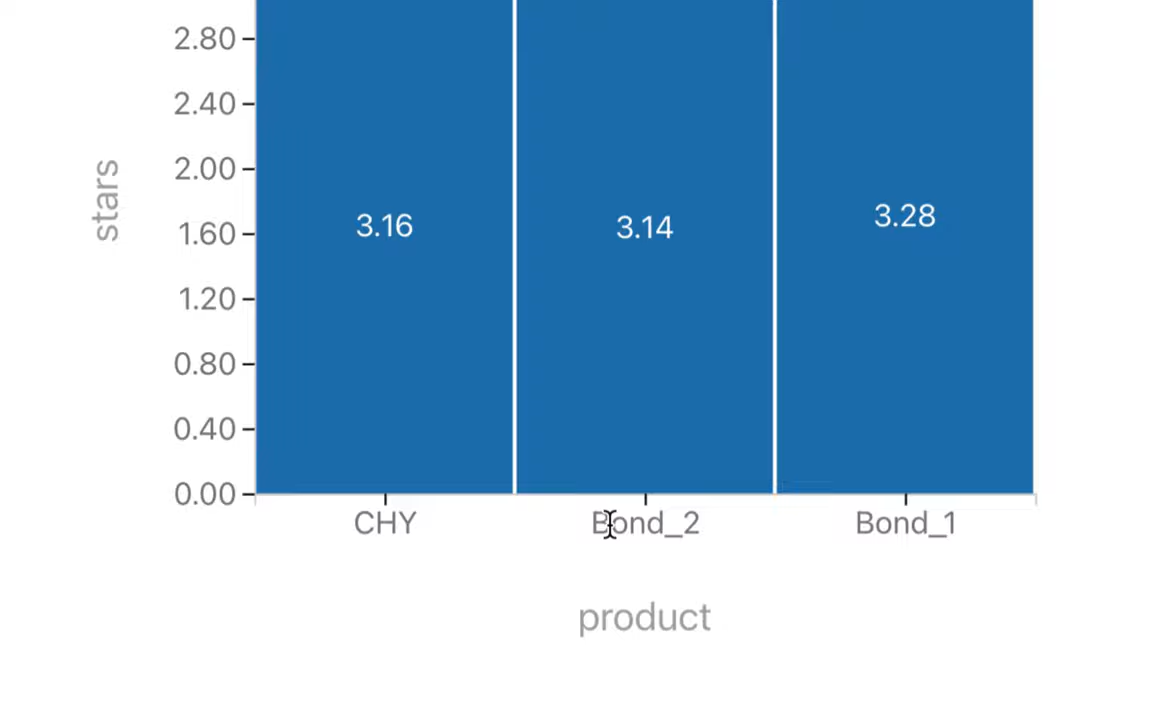 2.80
2.40
2.00
1.60
1.20
0.80
0.40
0.00
stars
3.16
3.14
3.28
CHY
Bond_2
Bond_1
product